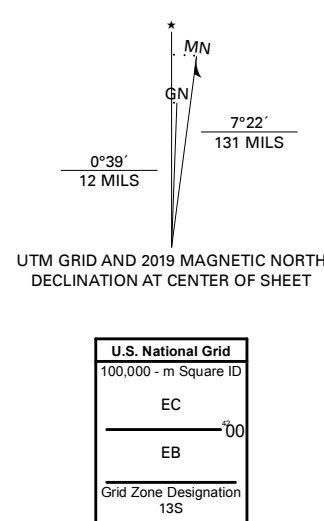 ★
MN
GN
7°22´
131 MILS
0°39´
12 MILS
UTM GRID AND 2019 MAGNETIC NORTH
DECLINATION AT CENTER OF SHEET
U.S. National Grid
100,000 - m Square ID
EC
⁴²00
EB
Grid Zone Designation
13S